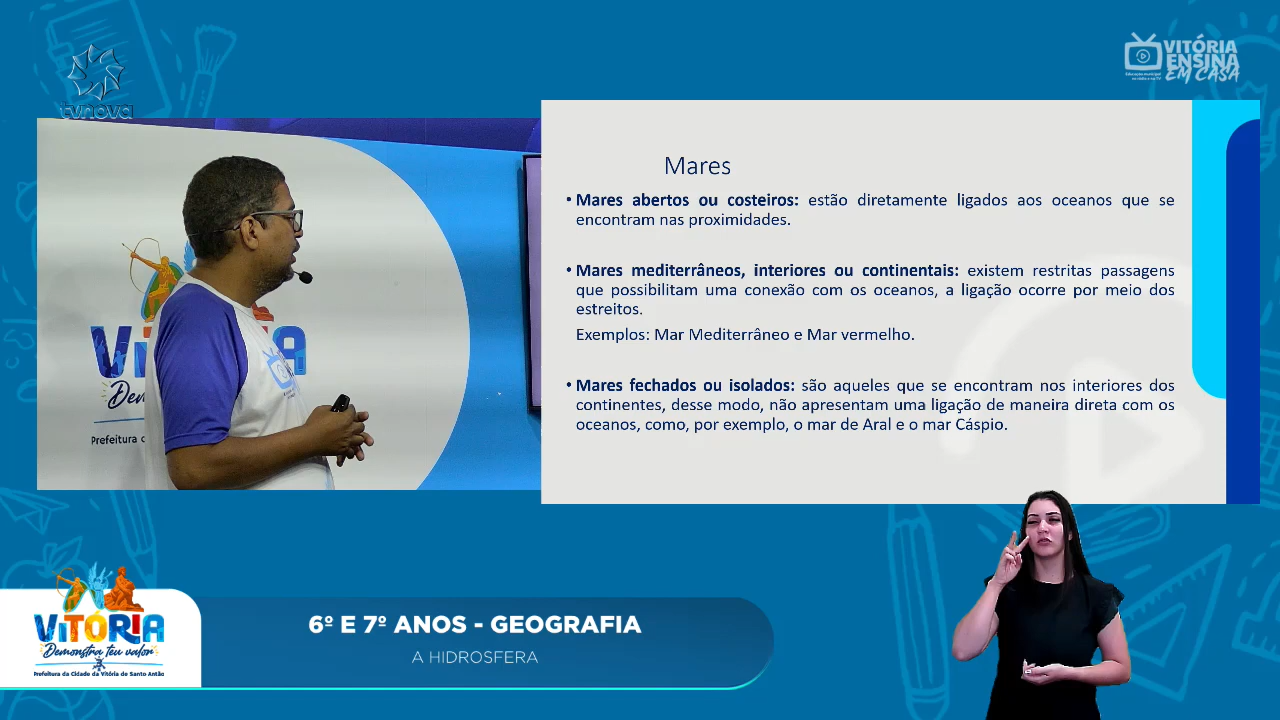 tvnova
VITÓRIA
ENSINA
EM CASA
Mares
• Mares abertos ou costeiros: estão diretamente ligados aos oceanos que se
encontram nas proximidades.
• Mares mediterrâneos, interiores ou continentais: existem restritas passagens
que possibilitam uma conexão com os oceanos, a ligação ocorre por meio dos
estreitos.
Exemplos: Mar Mediterrâneo e Mar vermelho.
• Mares fechados ou isolados: são aqueles que se encontram nos interiores dos
continentes, desse modo, não apresentam uma ligação de maneira direta com os
oceanos, como, por exemplo, o mar de Aral e o mar Cáspio.
Prefeitura
6º E 7º ANOS - GEOGRAFIA
A HIDROSFERA
VITÓRIA
Demonstra teu valor
Prefeitura da Cidade da Vitória de Santo Antão